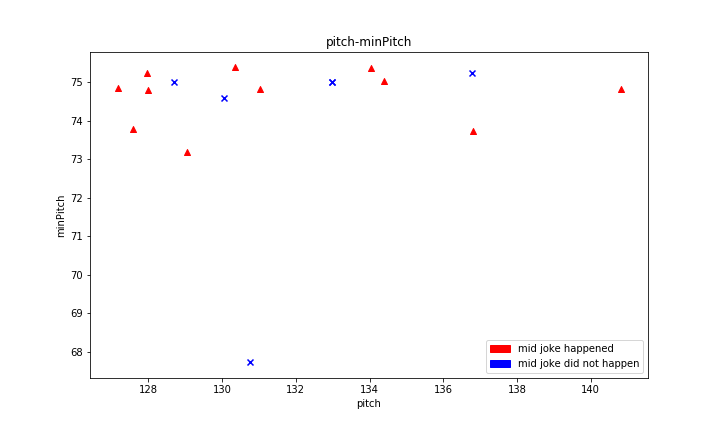 pitch-minPitch
minPitch
75
74
73
72
71
70
69
68
128 130 132 134 136 138 140
pitch
mid joke happened
mid joke did not happen